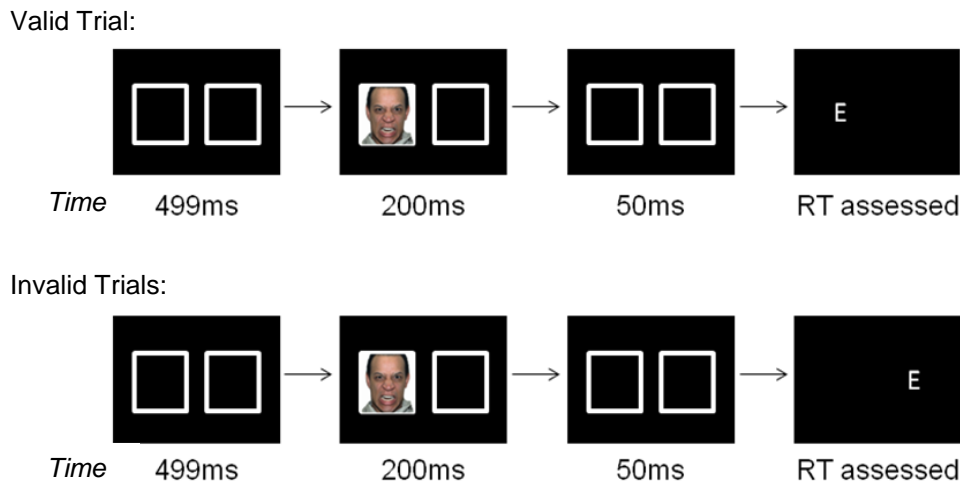 Valid Trial:
E
Time 499ms 200ms 50ms RT assessed
Invalid Trials:
E
Time 499ms 200ms 50ms RT assessed